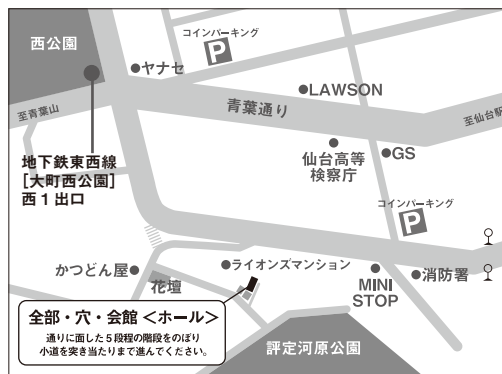 西公園
コインパーキング
P
ヤナセ
LAWSON
至青葉山
青葉通り
至仙台駅
地下鉄東西線
[大町西公園]
西1出口
仙台高等
検察庁
GS
コインパーキング
P
かつどん屋
花壇
ライオンズマンション
MINI
STOP
消防署
全部・穴・会館 <ホール>
通りに面した5段程の階段をのぼり
小道を突き当たりまで進んでください。
評定河原公園